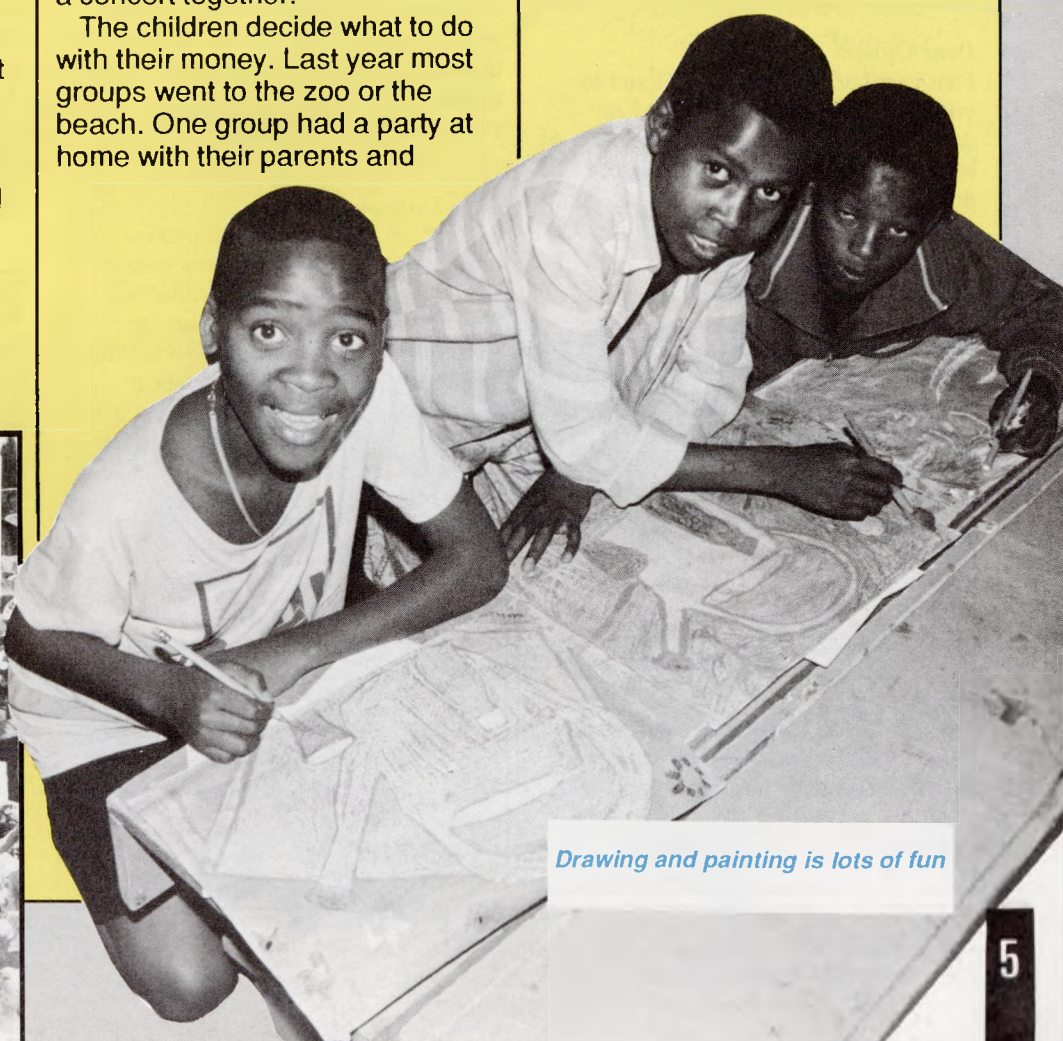 a concert together.
The children decide what to do
with their money. Last year most
groups went to the zoo or the
beach. One group had a party at
home with their parents and
Drawing and painting is lots of fun
5